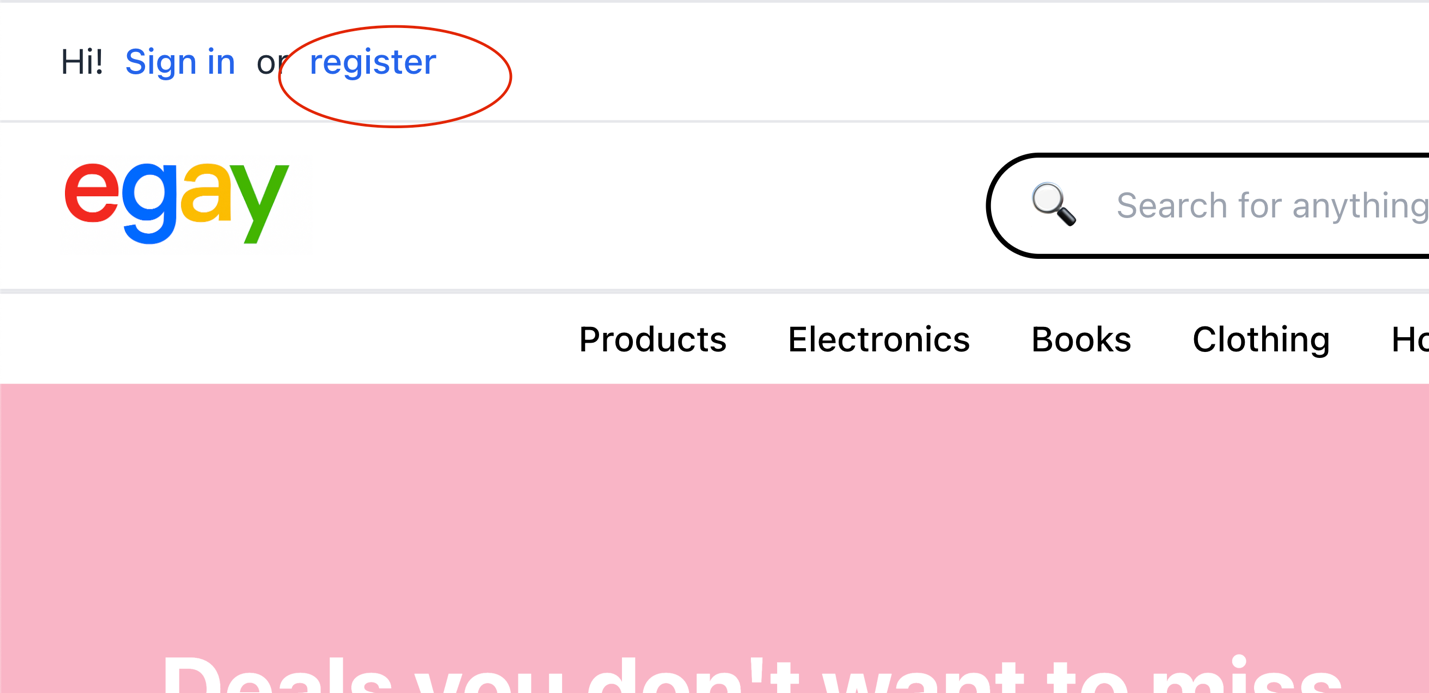 Hi! Sign in or register
egay
Search for anything
Products Electronics Books Clothing
Deals you don't want to miss